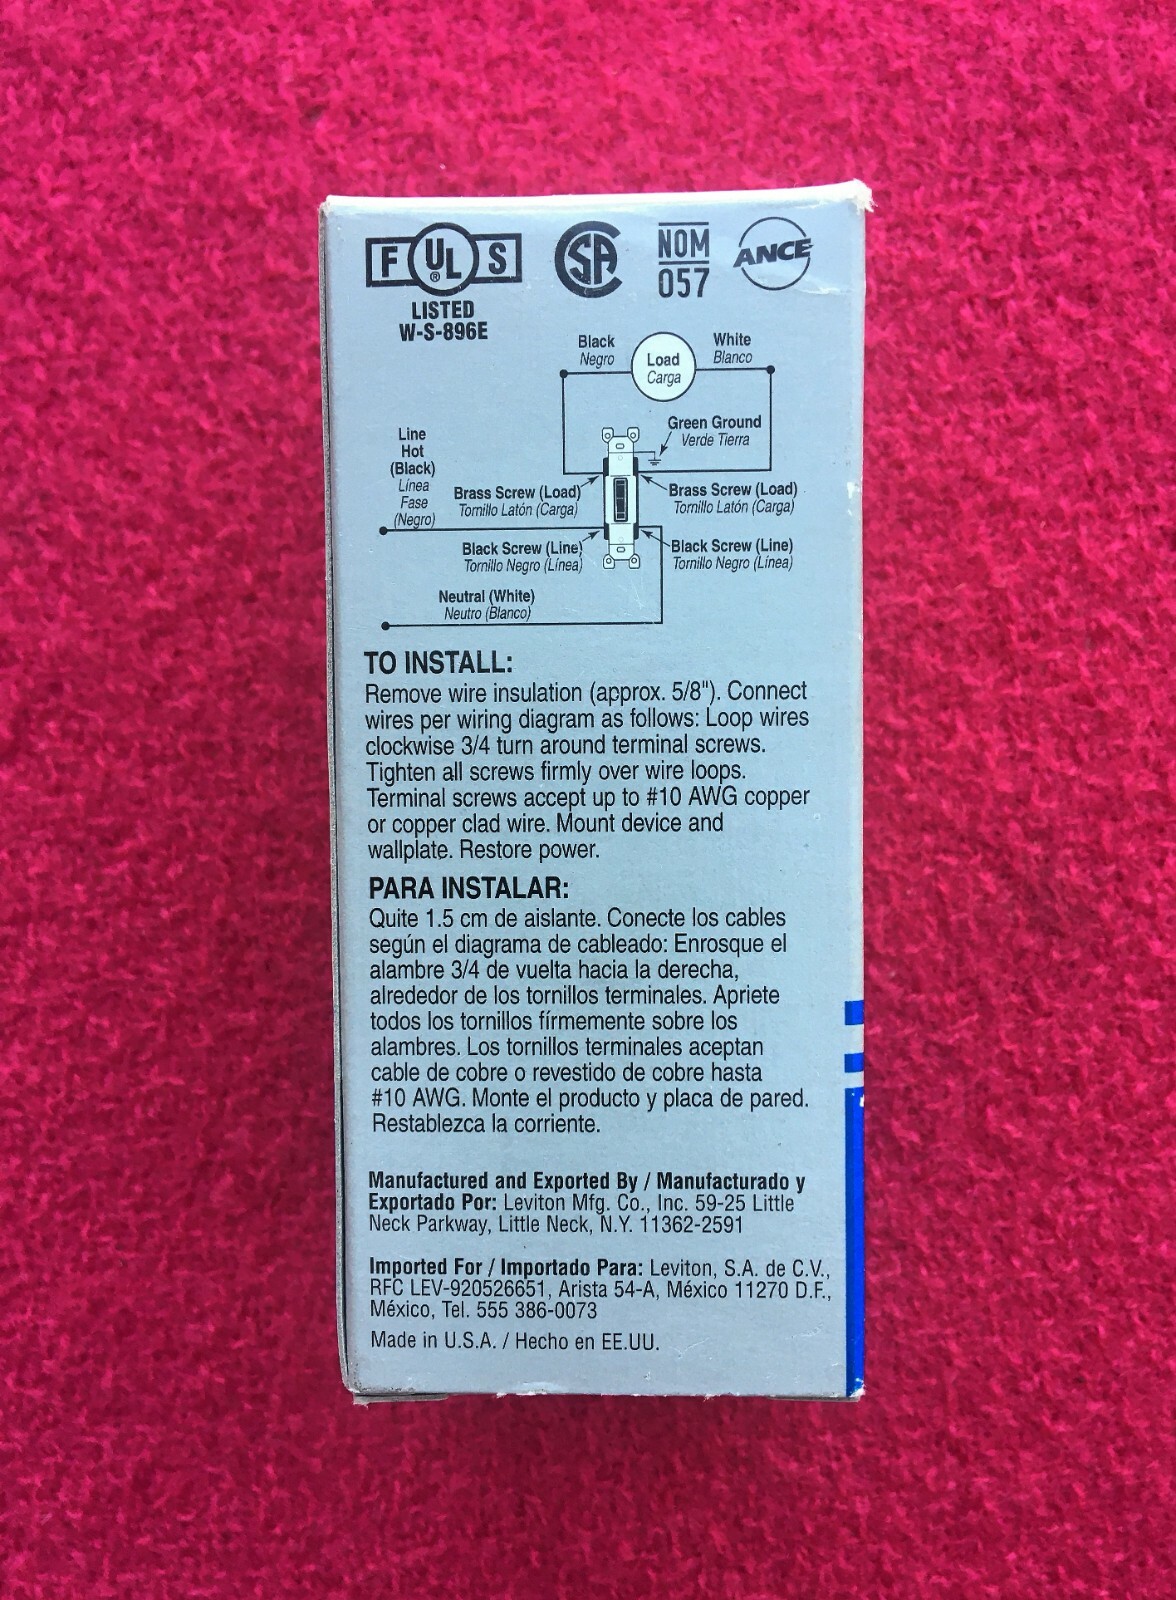 F UL S
®
LISTED
W-S-896E
SA
NOM
057
ANCE
Black
Negro
Load
Carga
White
Blanco
Green Ground
Verde Tierra
Line
Hot
(Black)
Línea
Fase
(Negro)
Brass Screw (Load)
Tornillo Latón (Carga)
Brass Screw (Load)
Tornillo Latón (Carga)
Black Screw (Line)
Tornillo Negro (Línea)
Black Screw (Line)
Tornillo Negro (Línea)
Neutral (White)
Neutro (Blanco)
TO INSTALL:
Remove wire insulation (approx. 5/8"). Connect
wires per wiring diagram as follows: Loop wires
clockwise 3/4 turn around terminal screws.
Tighten all screws firmly over wire loops.
Terminal screws accept up to #10 AWG copper
or copper clad wire. Mount device and
wallplate. Restore power.
PARA INSTALAR:
Quite 1.5 cm de aislante. Conecte los cables
según el diagrama de cableado: Enrosque el
alambre 3/4 de vuelta hacia la derecha,
alrededor de los tornillos terminales. Apriete
todos los tornillos fírmemente sobre los
alambres. Los tornillos terminales aceptan
cable de cobre o revestido de cobre hasta
#10 AWG. Monte el producto y placa de pared.
Restablezca la corriente.
Manufactured and Exported By / Manufacturado y
Exportado Por: Leviton Mfg. Co., Inc. 59-25 Little
Neck Parkway, Little Neck, N.Y. 11362-2591
Imported For / Importado Para: Leviton, S.A. de C.V.,
RFC LEV-920526651, Arista 54-A, México 11270 D.F.,
México, Tel. 555 386-0073
Made in U.S.A. / Hecho en EE.UU.